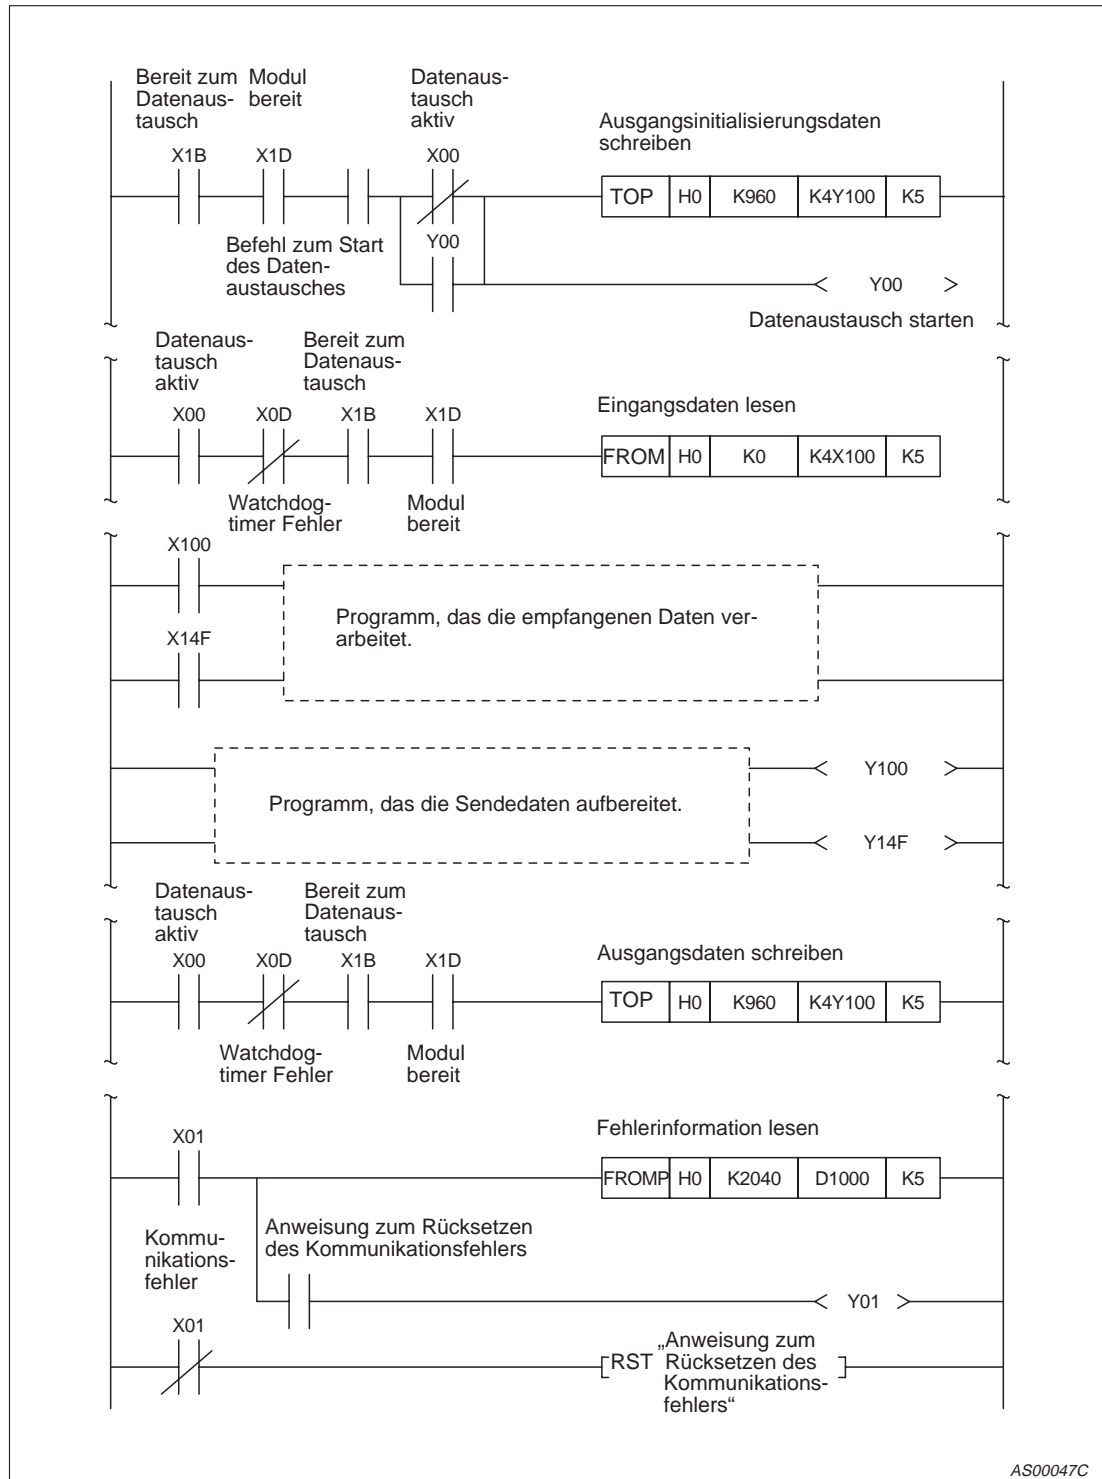 Bereit zum Datenaus- tausch
Modul bereit
Datenaus- tausch aktiv
Ausgangsinitialisierungsdaten schreiben
X1B X1D X00
TOP H0 K960 K4Y100 K5
Befehl zum Start des Daten- austausches
Y00
Y00
Datenaustausch starten
Datenaus- tausch aktiv
Bereit zum Datenaus- tausch
X00 X0D X1B X1D
Eingangsdaten lesen
FROM H0 K0 K4X100 K5
Watchdog- timer Fehler
Modul bereit
X100
Programm, das die empfangenen Daten ver-
arbeitet.
X14F
Y100
Programm, das die Sendedaten aufbereitet.
Y14F
Datenaus- tausch aktiv
Bereit zum Datenaus- tausch
X00 X0D X1B X1D
Ausgangsdaten schreiben
TOP H0 K960 K4Y100 K5
Watchdog- timer Fehler
Modul bereit
X01
Fehlerinformation lesen
FROMP H0 K2040 D1000 K5
Kommu- nikations- fehler
Anweisung zum Rücksetzen
des Kommunikationsfehlers
Y01
X01
RST „Anweisung zum
Rücksetzen des
Kommunikations-
fehlers“
AS00047C